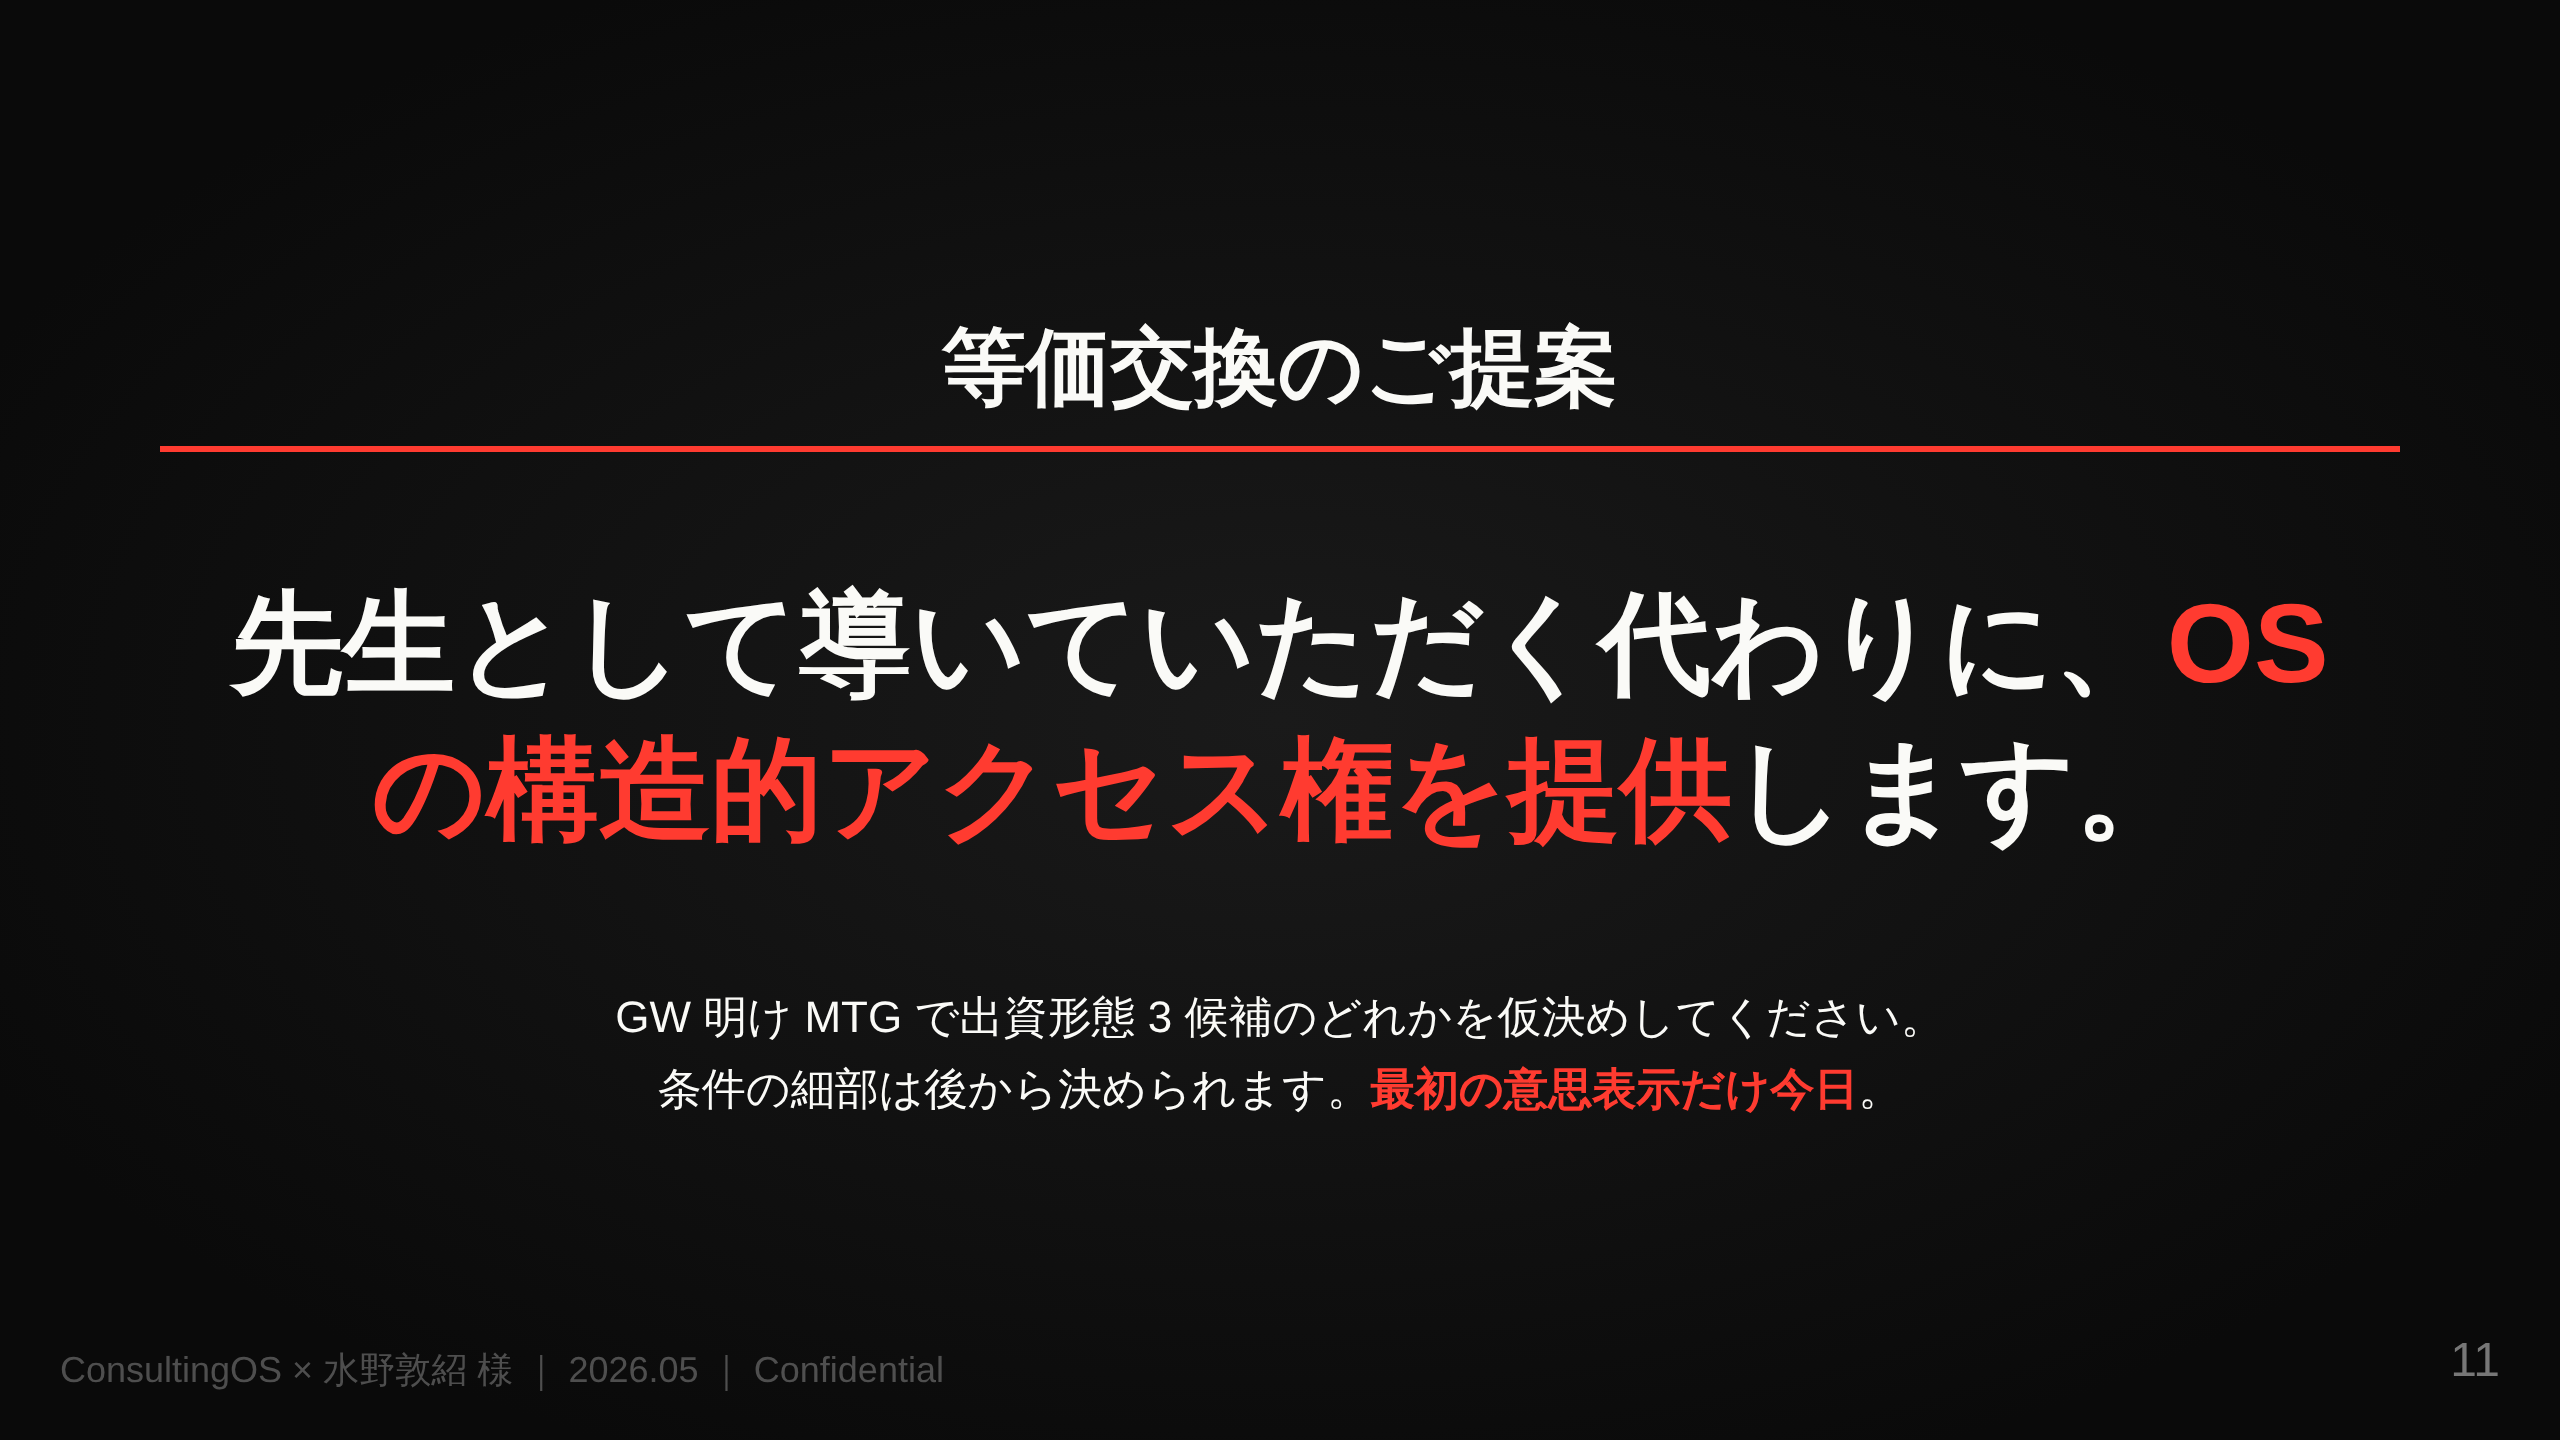 等価交換のご提案
先生として導いていただく代わりに、OS
の構造的アクセス権を提供します。
GW 明け MTG で出資形態 3 候補のどれかを仮決めしてください。
条件の細部は後から決められます。最初の意思表示だけ今日。
ConsultingOS × 水野敦紹 様 ｜ 2026.05 ｜ Confidential
11